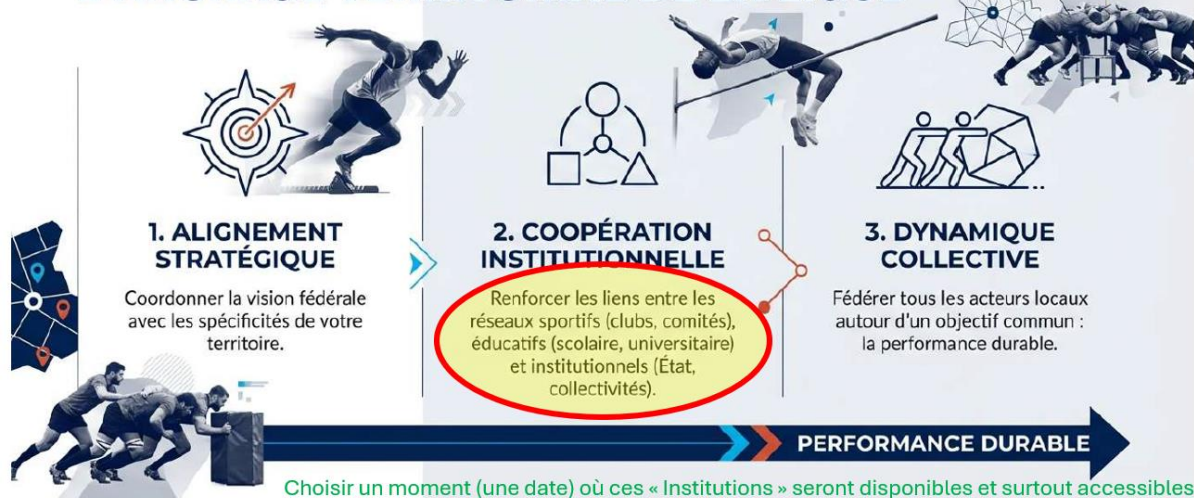 1. ALIGNEMENT
STRATÉGIQUE
Coordonner la vision fédérale
avec les spécificités de votre
territoire.
2. COOPÉRATION
INSTITUTIONNELLE
Renforcer les liens entre les
réseaux sportifs (clubs, comités),
éducatifs (scolaire, universitaire)
et institutionnels (État,
collectivités).
3. DYNAMIQUE
COLLECTIVE
Fédérer tous les acteurs locaux
autour d'un objectif commun :
la performance durable.
PERFORMANCE DURABLE
Choisir un moment (une date) où ces « Institutions » seront disponibles et surtout accessibles